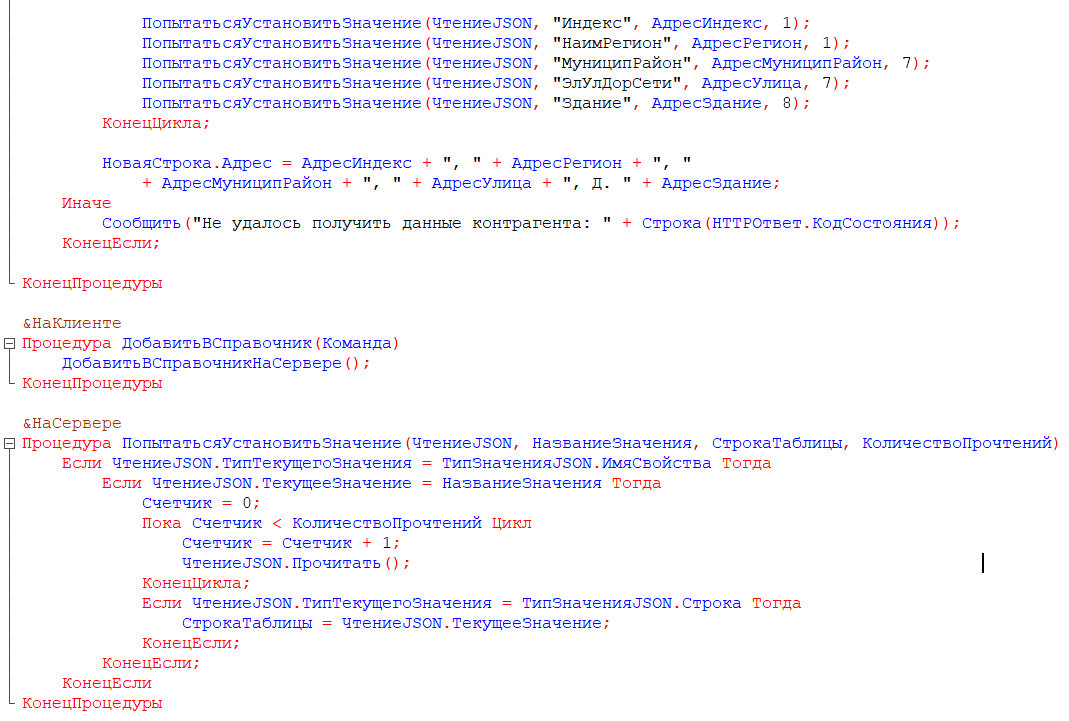 ПопытатьсяУстановитьЗначение(ЧтениеJSON, "Индекс", АдресИндекс, 1);
ПопытатьсяУстановитьЗначение(ЧтениеJSON, "НаимРегион", АдресРегион, 1);
ПопытатьсяУстановитьЗначение(ЧтениеJSON, "МуниципРайон", АдресМуниципРайон, 7);
ПопытатьсяУстановитьЗначение(ЧтениеJSON, "ЭлУлДорСети", АдресУлица, 7);
ПопытатьсяУстановитьЗначение(ЧтениеJSON, "Здание", АдресЗдание, 8);
КонецЦикла;
НоваяСтрока.Адрес = АдресИндекс + ", " + АдресРегион + ", "
+ АдресМуниципРайон + ", " + АдресУлица + ", Д. " + АдресЗдание;
Иначе
Сообщить("Не удалось получить данные контрагента: " + Строка(HTTPОтвет.КодСостояния));
КонецЕсли;
КонецПроцедуры
&НаКлиенте
Процедура ДобавитьВСправочник(Команда)
ДобавитьВСправочникНаСервере();
КонецПроцедуры
&НаСервере
Процедура ПопытатьсяУстановитьЗначение(ЧтениеJSON, НазваниеЗначения, СтрокаТаблицы, КоличествоПрочтений)
Если ЧтениеJSON.ТипТекущегоЗначения = ТипЗначенияJSON.ИмяСвойства Тогда
Если ЧтениеJSON.ТекущееЗначение = НазваниеЗначения Тогда
Счетчик = 0;
Пока Счетчик < КоличествоПрочтений Цикл
Счетчик = Счетчик + 1;
ЧтениеJSON.Прочитать();
КонецЦикла;
Если ЧтениеJSON.ТипТекущегоЗначения = ТипЗначенияJSON.Строка Тогда
СтрокаТаблицы = ЧтениеJSON.ТекущееЗначение;
КонецЕсли;
КонецЕсли;
КонецЕсли
КонецПроцедуры